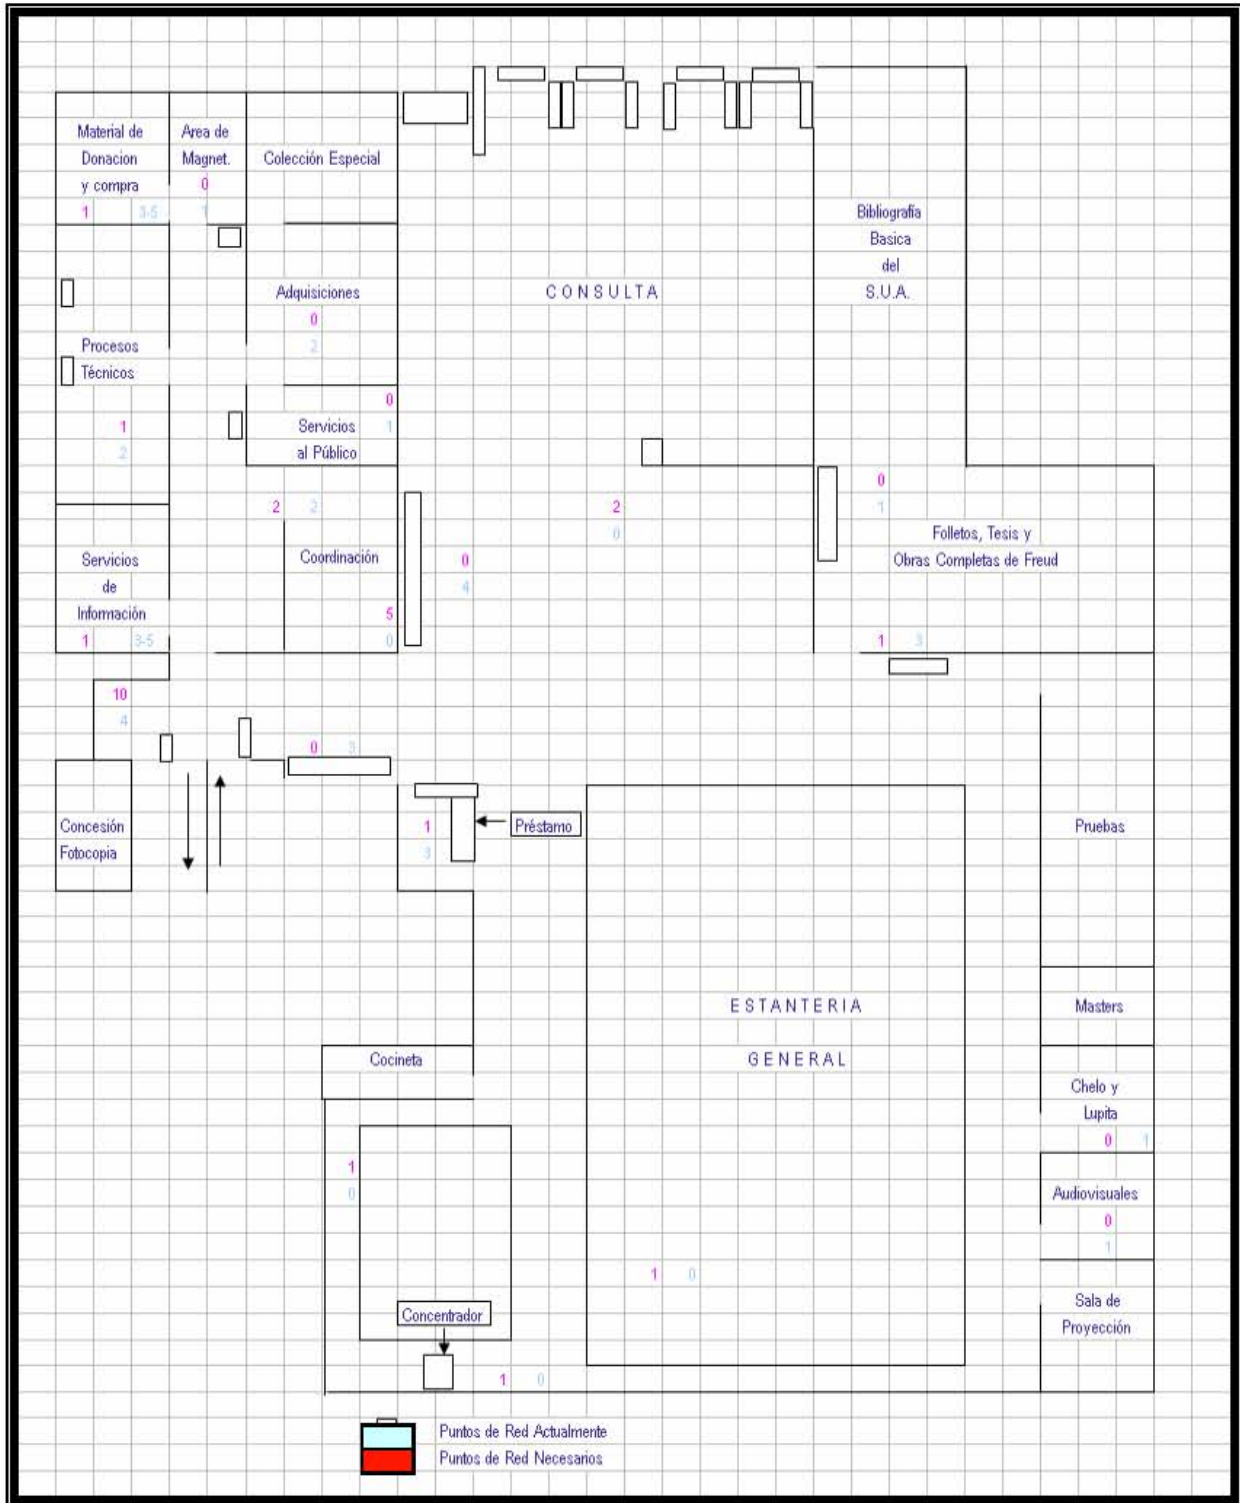 Material de
Donacion
y compra
1 3-5
Area de
Magnet.
0
1
Colección Especial
Adquisiciones
0
2
CONSULTA
Bibliografía
Basica
del
S.U.A.
Procesos
Técnicos
1
2
0
Servicios 1
al Público
2 2
Coordinación
5
0
Servicios
de
Información
1 3-5
0
4
2
0
0
1
Folletos, Tesis y
Obras Completas de Freud
1 3
10
4
0 3
Concesión
Fotocopia
1
3
Préstamo
Pruebas
ESTANTERIA
GENERAL
Masters
Cocineta
Chelo y
Lupita
0 1
1
0
Audiovisuales
0
1
1 0
Sala de
Proyección
Concentrador
1 0
Puntos de Red Actualmente
Puntos de Red Necesarios